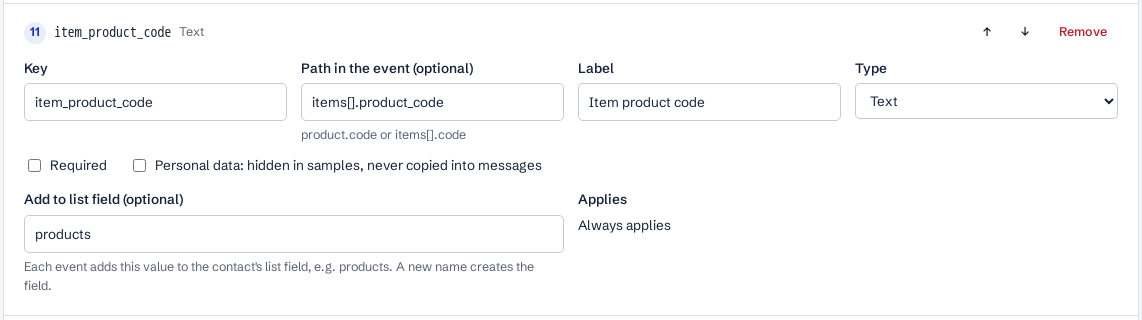 11 item_product_code Text ↑ ↓ Remove
Key Path in the event (optional) Label Type
item_product_code items[].product_code Item product code Text
product.code or items[].code
Required Personal data: hidden in samples, never copied into messages
Add to list field (optional) Applies
products Always applies
Each event adds this value to the contact's list field, e.g. products. A new name creates the
field.